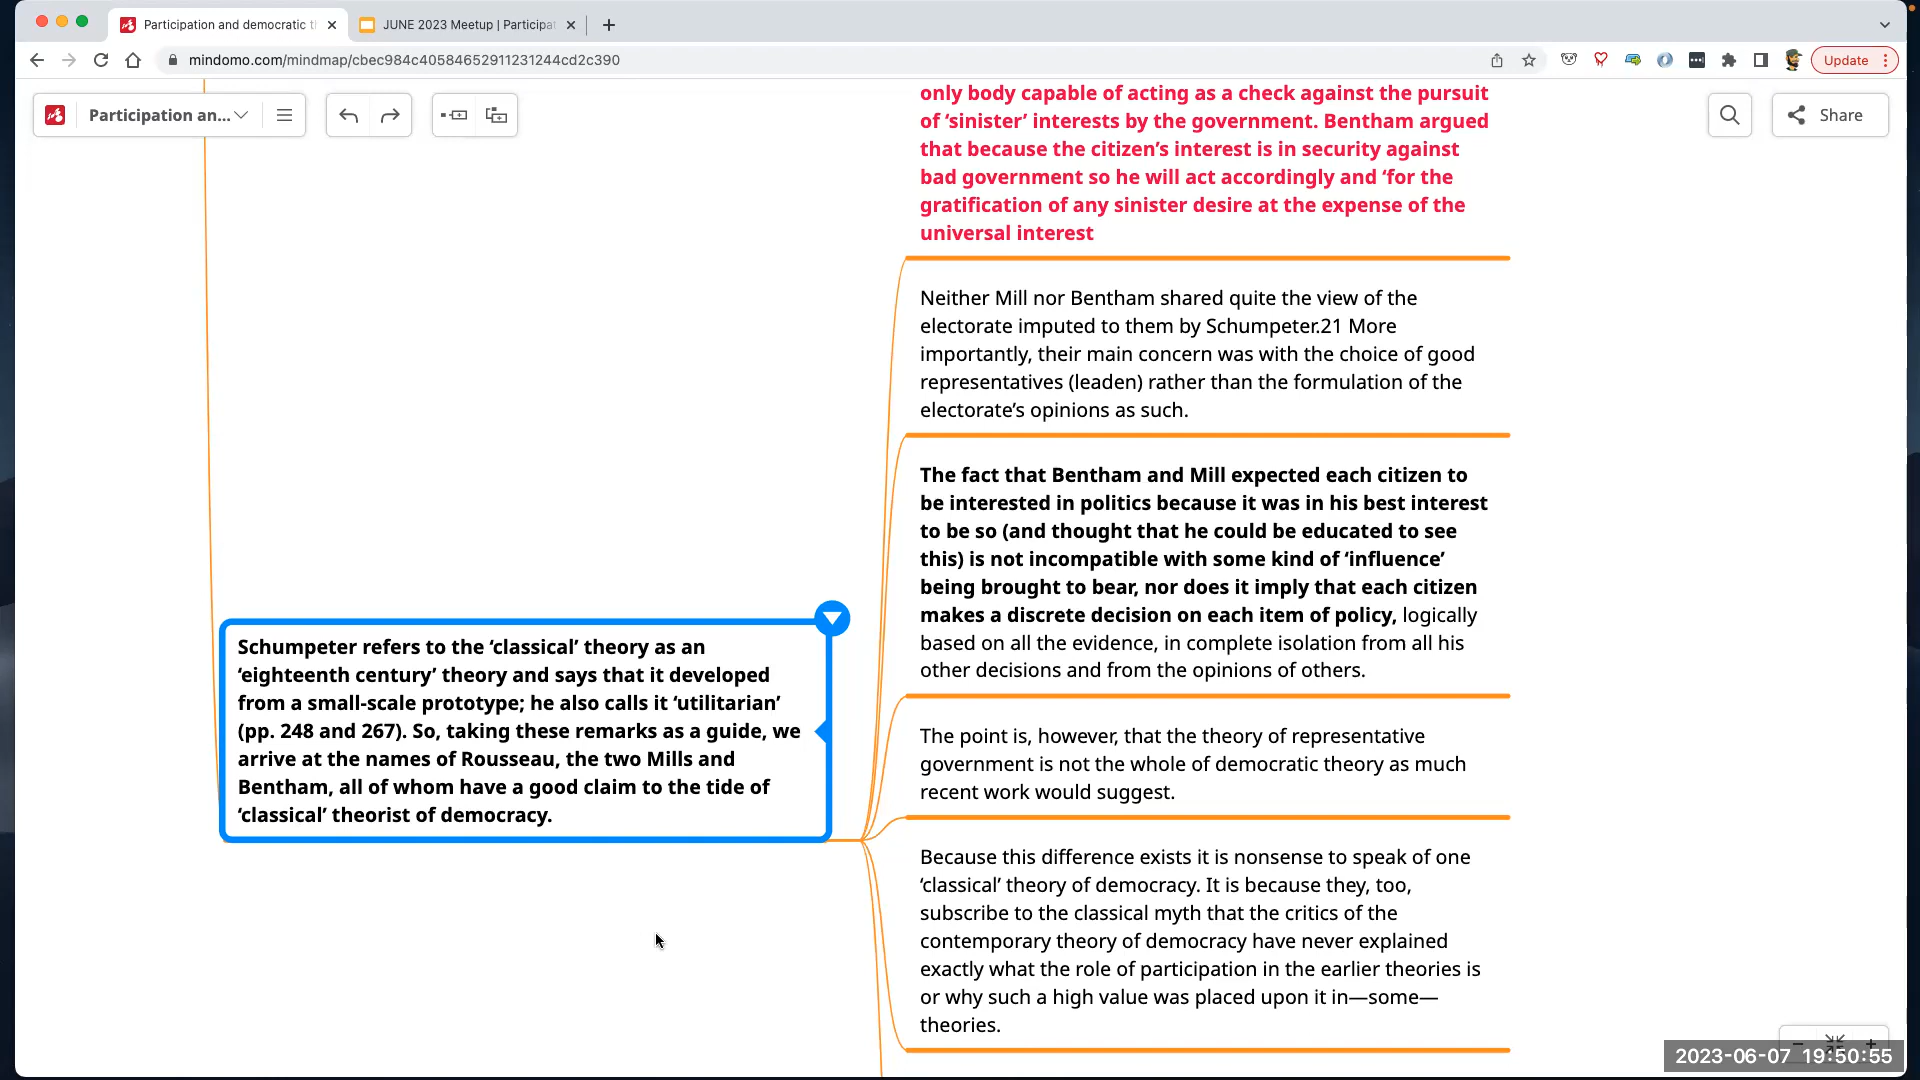 Participation and democratic t
JUNE 2023 Meetup | Participat
mindomo.com/mindmap/cbec984c40584652911231244cd2c390
Update
Participation an...
Share
only body capable of acting as a check against the pursuit
of ‘sinister’ interests by the government. Bentham argued
that because the citizen’s interest is in security against
bad government so he will act accordingly and ‘for the
gratification of any sinister desire at the expense of the
universal interest
Neither Mill nor Bentham shared quite the view of the
electorate imputed to them by Schumpeter.21 More
importantly, their main concern was with the choice of good
representatives (leaden) rather than the formulation of the
electorate’s opinions as such.
The fact that Bentham and Mill expected each citizen to
be interested in politics because it was in his best interest
to be so (and thought that he could be educated to see
this) is not incompatible with some kind of ‘influence’
being brought to bear, nor does it imply that each citizen
makes a discrete decision on each item of policy, logically
based on all the evidence, in complete isolation from all his
other decisions and from the opinions of others.
Schumpeter refers to the ‘classical’ theory as an
‘eighteenth century’ theory and says that it developed
from a small-scale prototype; he also calls it ‘utilitarian’
(pp. 248 and 267). So, taking these remarks as a guide, we
arrive at the names of Rousseau, the two Mills and
Bentham, all of whom have a good claim to the tide of
‘classical’ theorist of democracy.
The point is, however, that the theory of representative
government is not the whole of democratic theory as much
recent work would suggest.
Because this difference exists it is nonsense to speak of one
‘classical’ theory of democracy. It is because they, too,
subscribe to the classical myth that the critics of the
contemporary theory of democracy have never explained
exactly what the role of participation in the earlier theories is
or why such a high value was placed upon it in—some—
theories.
2023-06-07 19:50:55